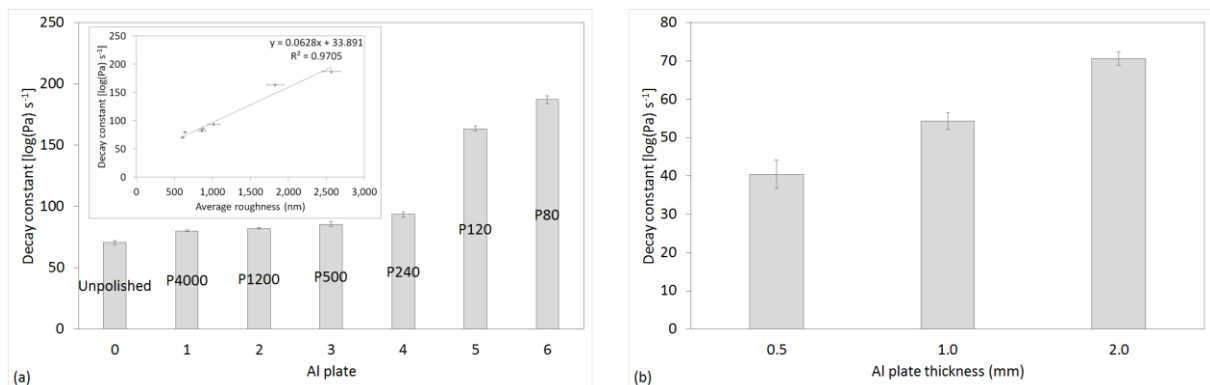 250
200
150
100
50
0
Decay constant [log(Pa) s⁻¹]
250
200
150
100
50
0
Decay constant [log(Pa) s⁻¹]
y = 0.0628x + 33.891
R² = 0.9705
0 500 1,000 1,500 2,000 2,500 3,000
Average roughness (nm)
Unpolished
P4000
P1200
P500
P240
P120
P80
0 1 2 3 4 5 6
Al plate
(a)
80
70
60
50
40
30
20
10
0
Decay constant [log(Pa) s⁻¹]
0.5 1.0 2.0
Al plate thickness (mm)
(b)